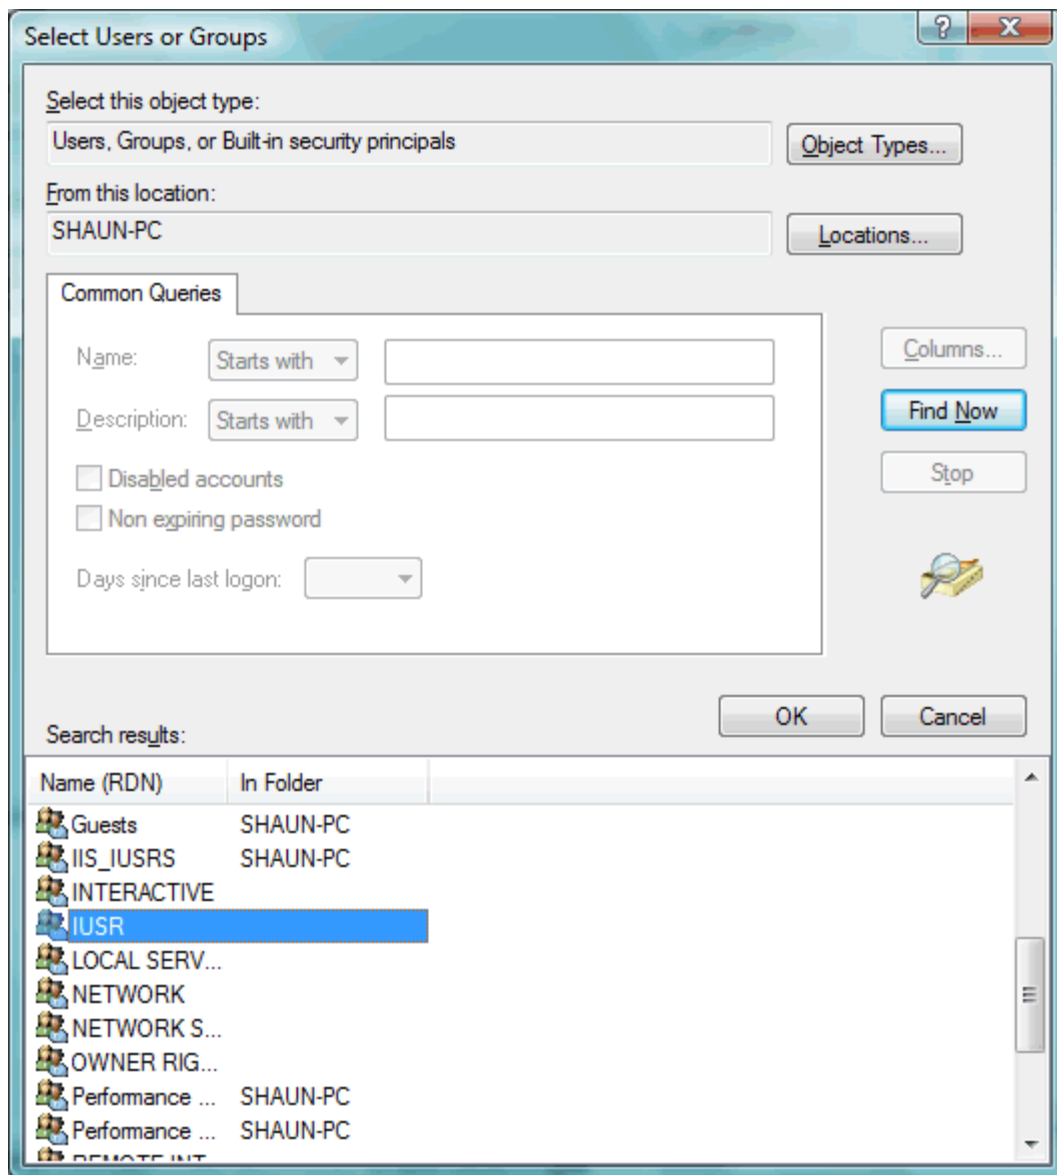 Select Users or Groups
?
X
Select this object type:
Users, Groups, or Built-in security principals
Object Types...
From this location:
SHAUN-PC
Locations...
Common Queries
Name:
Starts with
Columns...
Description:
Starts with
Find Now
Disabled accounts
Stop
Non expiring password
Days since last logon:
OK
Cancel
Search results:
Name (RDN) In Folder
Guests SHAUN-PC
IIS_IUSRS SHAUN-PC
INTERACTIVE
IUSR
LOCAL SERV...
NETWORK
NETWORK S...
OWNER RIG...
Performance ... SHAUN-PC
Performance ... SHAUN-PC